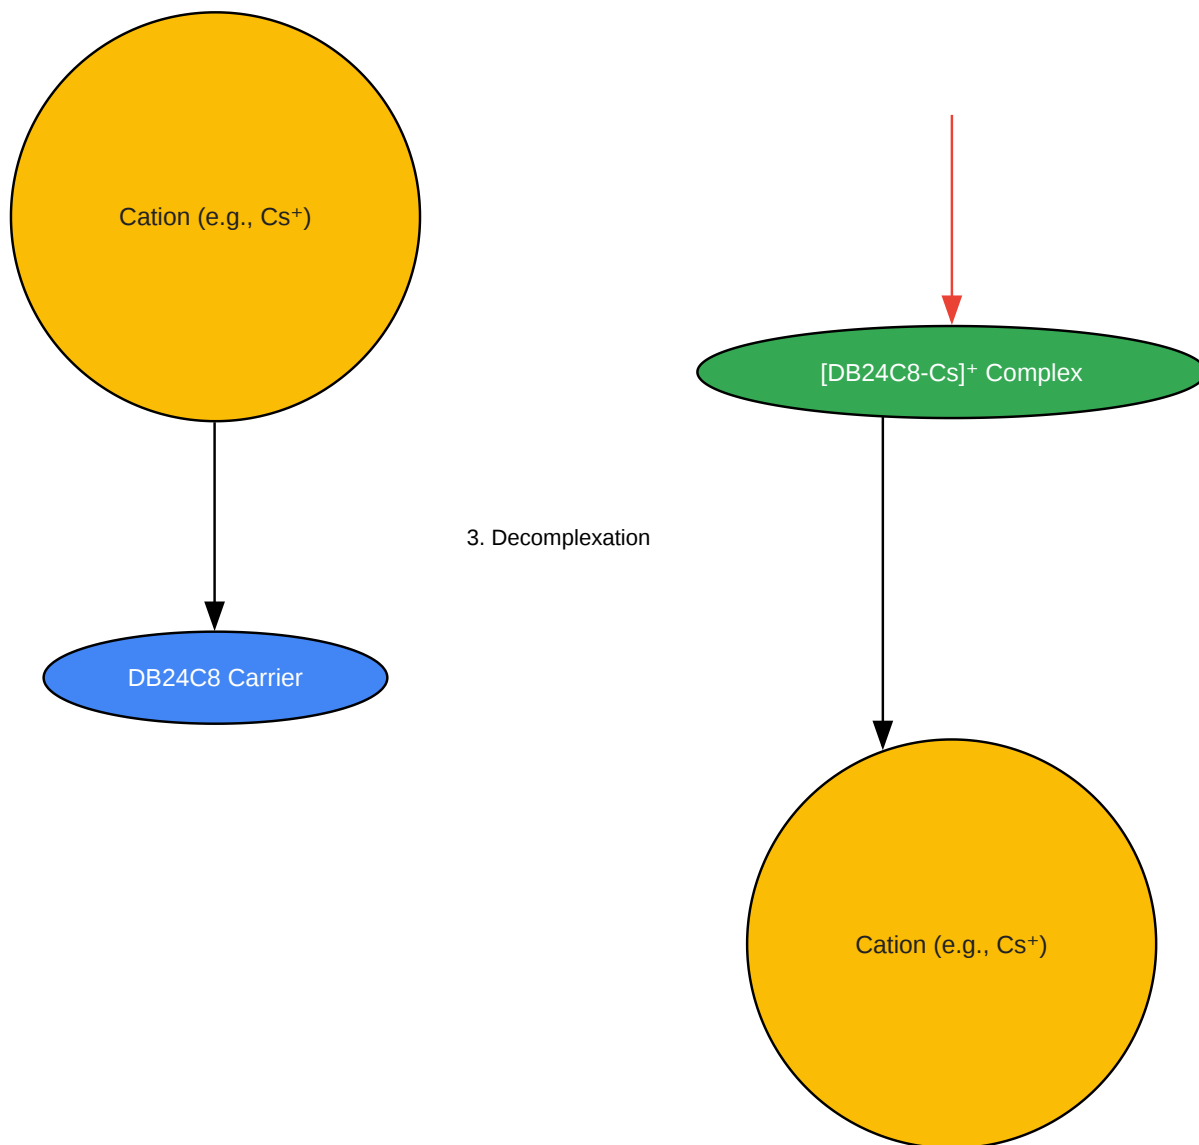 Cation (e.g., Cs⁺)
[DB24C8-Cs]⁺ Complex
3. Decomplexation
DB24C8 Carrier
Cation (e.g., Cs⁺)